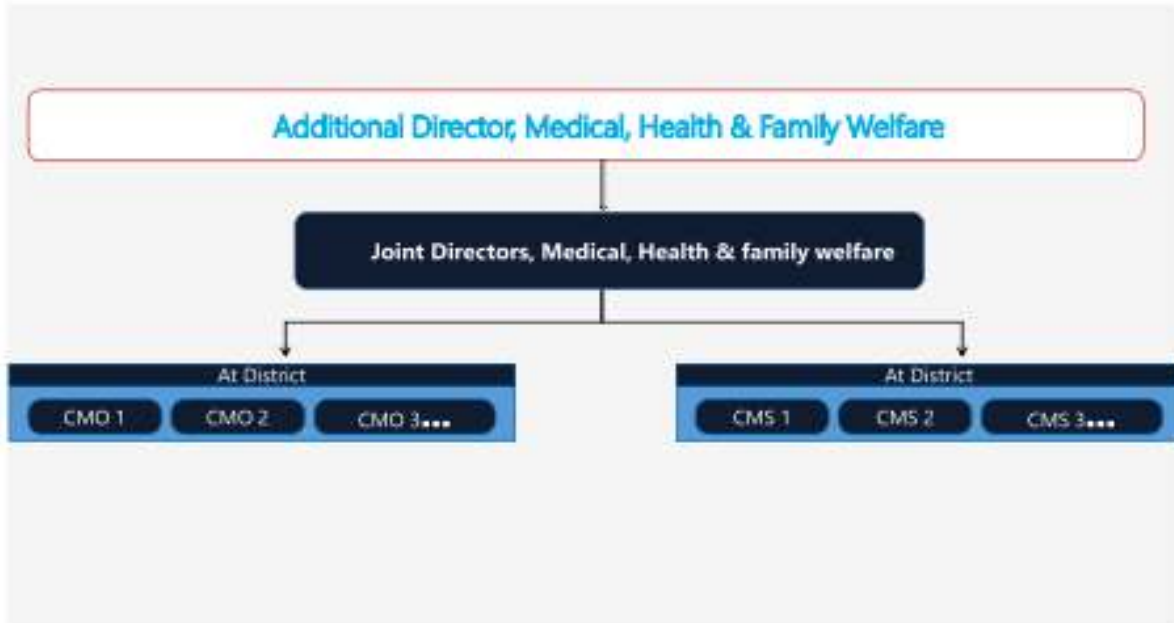 Additional Director, Medical, Health & Family Welfare
Joint Directors, Medical, Health & family welfare
At District
CMO 1 CMO 2 CMO 3...
At District
CMS 1 CMS 2 CMS 3...